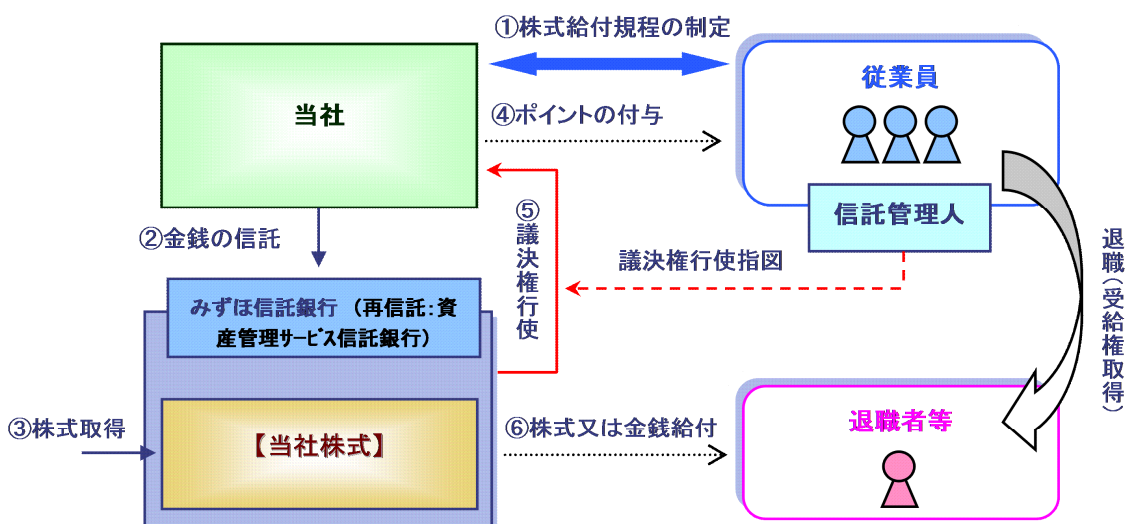 ①株式給付規程の制定
当社
従業員
④ポイントの付与
信託管理人
②金銭の信託
⑤議決権行使
議決権行使指図
退職（受給権取得）
みずほ信託銀行 （再信託：資
産管理ｻｰﾋﾞｽ信託銀行）
③株式取得
【当社株式】
⑥株式又は金銭給付
退職者等